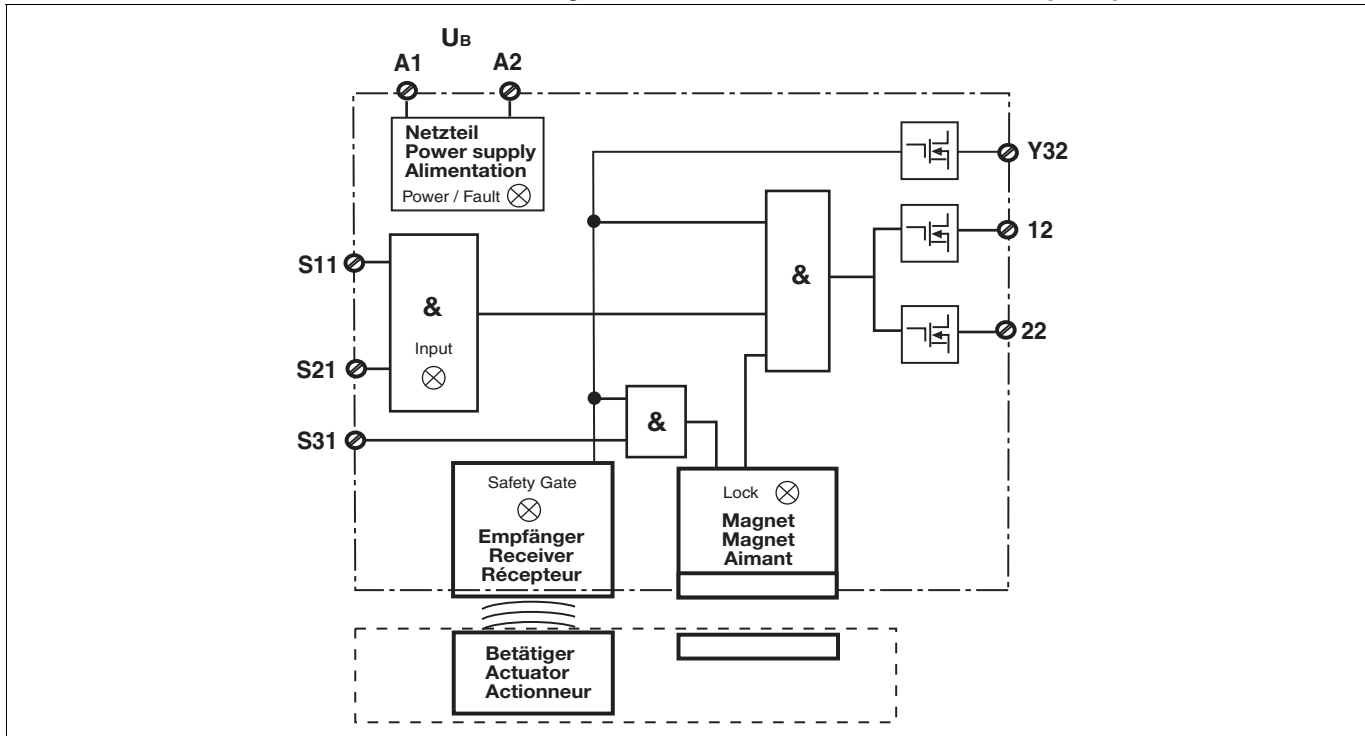 UB
A1
A2
Netzteil
Power supply
Alimentation
Power / Fault
Y32
12
22
S11
&
Input
S21
&
S31
&
Safety Gate
Empfänger
Receiver
Récepteur
Lock
Magnet
Magnet
Aimant
Betätiger
Actuator
Actionneur